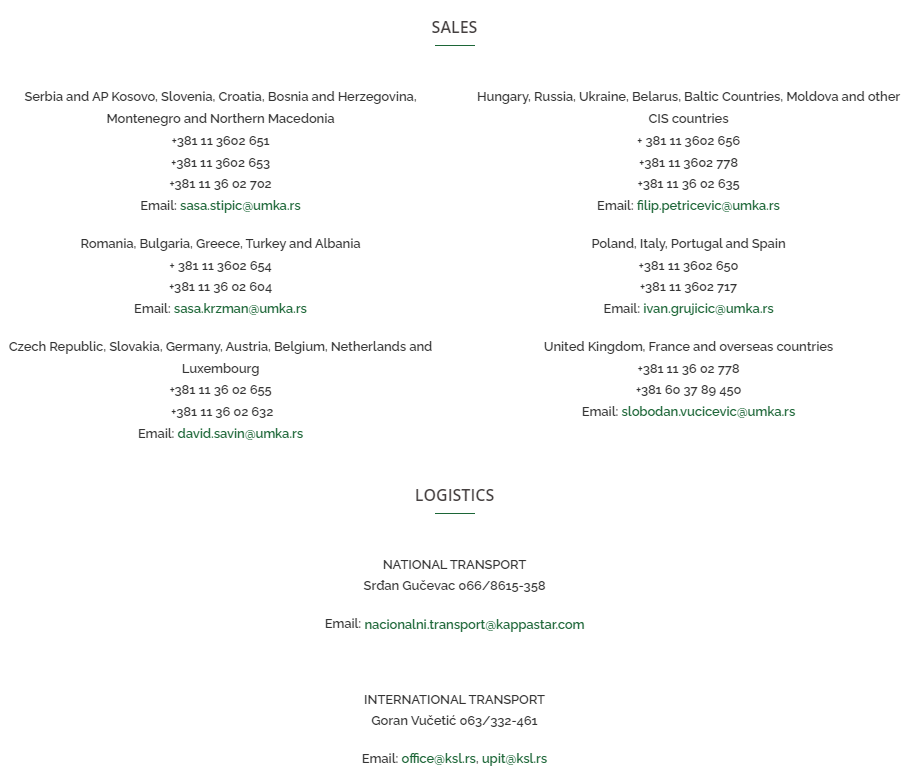 SALES
Serbia and AP Kosovo, Slovenia, Croatia, Bosnia and Herzegovina,
Montenegro and Northern Macedonia
+381 11 3602 651
+381 11 3602 653
+381 11 36 02 702
Email: sasa.stipic@umka.rs
Romania, Bulgaria, Greece, Turkey and Albania
+ 381 11 3602 654
+381 11 36 02 604
Email: sasa.krzman@umka.rs
Czech Republic, Slovakia, Germany, Austria, Belgium, Netherlands and
Luxembourg
+381 11 36 02 655
+381 11 36 02 632
Email: david.savin@umka.rs
Hungary, Russia, Ukraine, Belarus, Baltic Countries, Moldova and other
CIS countries
+ 381 11 3602 656
+381 11 3602 778
+381 11 36 02 635
Email: filip.petricevic@umka.rs
Poland, Italy, Portugal and Spain
+381 11 3602 650
+381 11 3602 717
Email: ivan.grujicic@umka.rs
United Kingdom, France and overseas countries
+381 11 36 02 778
+381 60 37 89 450
Email: slobodan.vucicevic@umka.rs
LOGISTICS
NATIONAL TRANSPORT
Srđan Gučevac 066/8615-358
Email: nacionalni.transport@kappastar.com
INTERNATIONAL TRANSPORT
Goran Vučetić 063/332-461
Email: office@ksl.rs, upit@ksl.rs